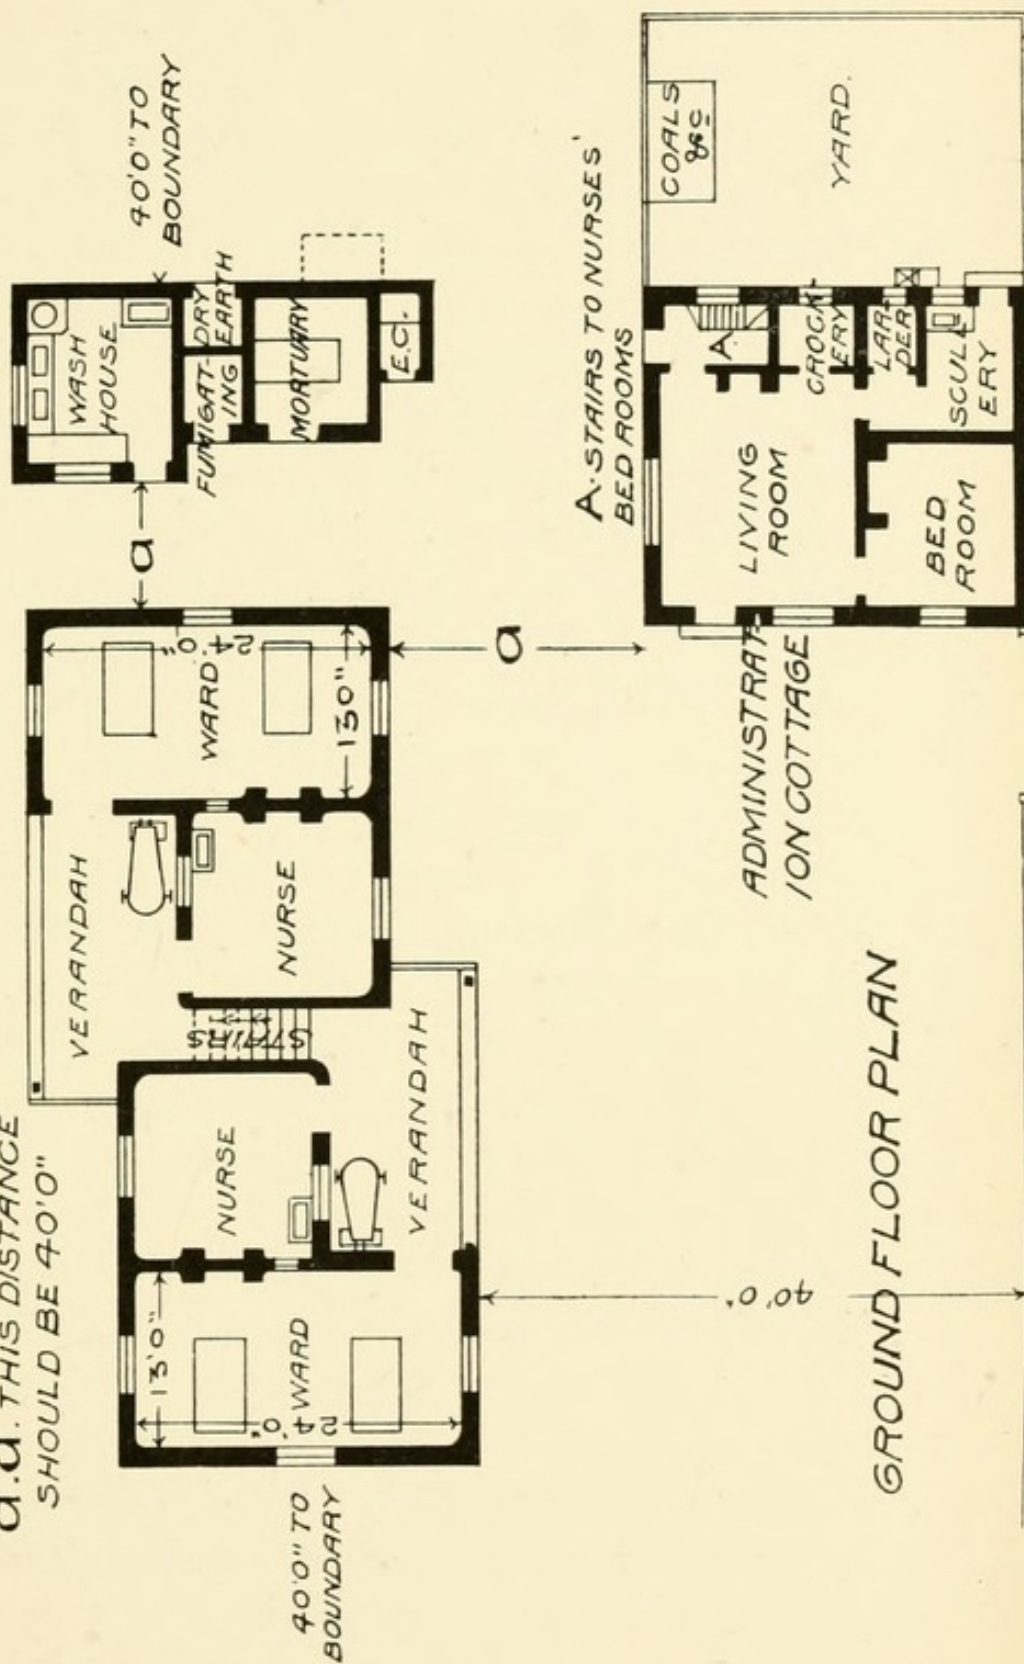 a.a. THIS DISTANCE
SHOULD BE 40'0"
40'0" TO
BOUNDARY
WASH
HOUSE
FUMIGAT-
ING
DRY
EARTH
MORTUARY
E.C.
a
VERANDAH
WARD
24'0"
13'0"
NURSE
STAIRS
NURSE
VERANDAH
13'0"
24'0"
WARD
40'0" TO
BOUNDARY
a
40'0"
A. STAIRS TO NURSES'
BED ROOMS
COALS
&c
YARD.
A
CROCK-
ERY
LAR-
DER
SCULL
ERY
LIVING
ROOM
BED
ROOM
ADMINISTRAT
ION COTTAGE
GROUND FLOOR PLAN